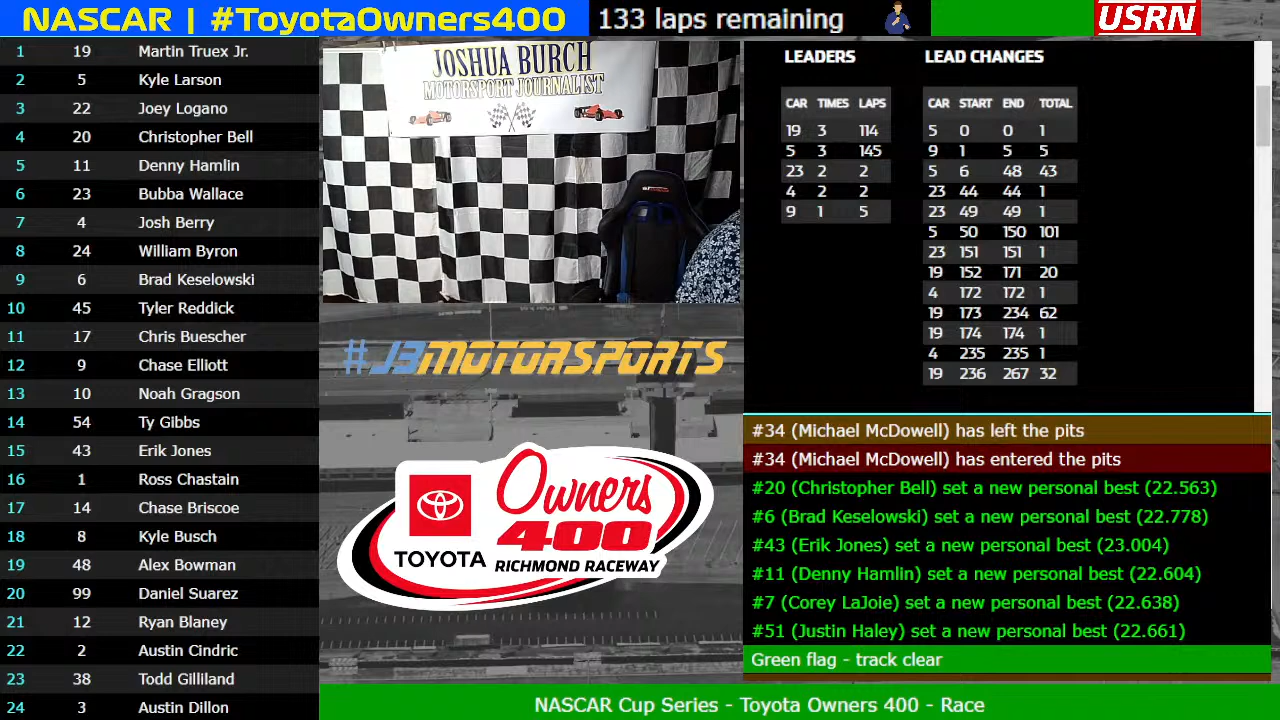 NASCAR | #ToyotaOwners400
133 laps remaining
USRN
1 19 Martin Truex Jr.
2 5 Kyle Larson
3 22 Joey Logano
4 20 Christopher Bell
5 11 Denny Hamlin
6 23 Bubba Wallace
7 4 Josh Berry
8 24 William Byron
9 6 Brad Keselowski
10 45 Tyler Reddick
11 17 Chris Buescher
12 9 Chase Elliott
13 10 Noah Gragson
14 54 Ty Gibbs
15 43 Erik Jones
16 1 Ross Chastain
17 14 Chase Briscoe
18 8 Kyle Busch
19 48 Alex Bowman
20 99 Daniel Suarez
21 12 Ryan Blaney
22 2 Austin Cindric
23 38 Todd Gilliland
24 3 Austin Dillon
JOSHUA BURCH
MOTORSPORT JOURNALIST
#JBMOTORSPORTS
Owners
400
TOYOTA
RICHMOND RACEWAY
LEADERS
CAR TIMES LAPS
19 3 114
5 3 145
23 2 2
4 2 2
9 1 5
LEAD CHANGES
CAR START END TOTAL
5 0 0 1
9 1 5 5
5 6 48 43
23 44 44 1
23 49 49 1
5 50 150 101
23 151 151 1
19 152 171 20
4 172 172 1
19 173 234 62
19 174 174 1
4 235 235 1
19 236 267 32
#34 (Michael McDowell) has left the pits
#34 (Michael McDowell) has entered the pits
#20 (Christopher Bell) set a new personal best (22.563)
#6 (Brad Keselowski) set a new personal best (22.778)
#43 (Erik Jones) set a new personal best (23.004)
#11 (Denny Hamlin) set a new personal best (22.604)
#7 (Corey LaJoie) set a new personal best (22.638)
#51 (Justin Haley) set a new personal best (22.661)
Green flag - track clear
NASCAR Cup Series - Toyota Owners 400 - Race